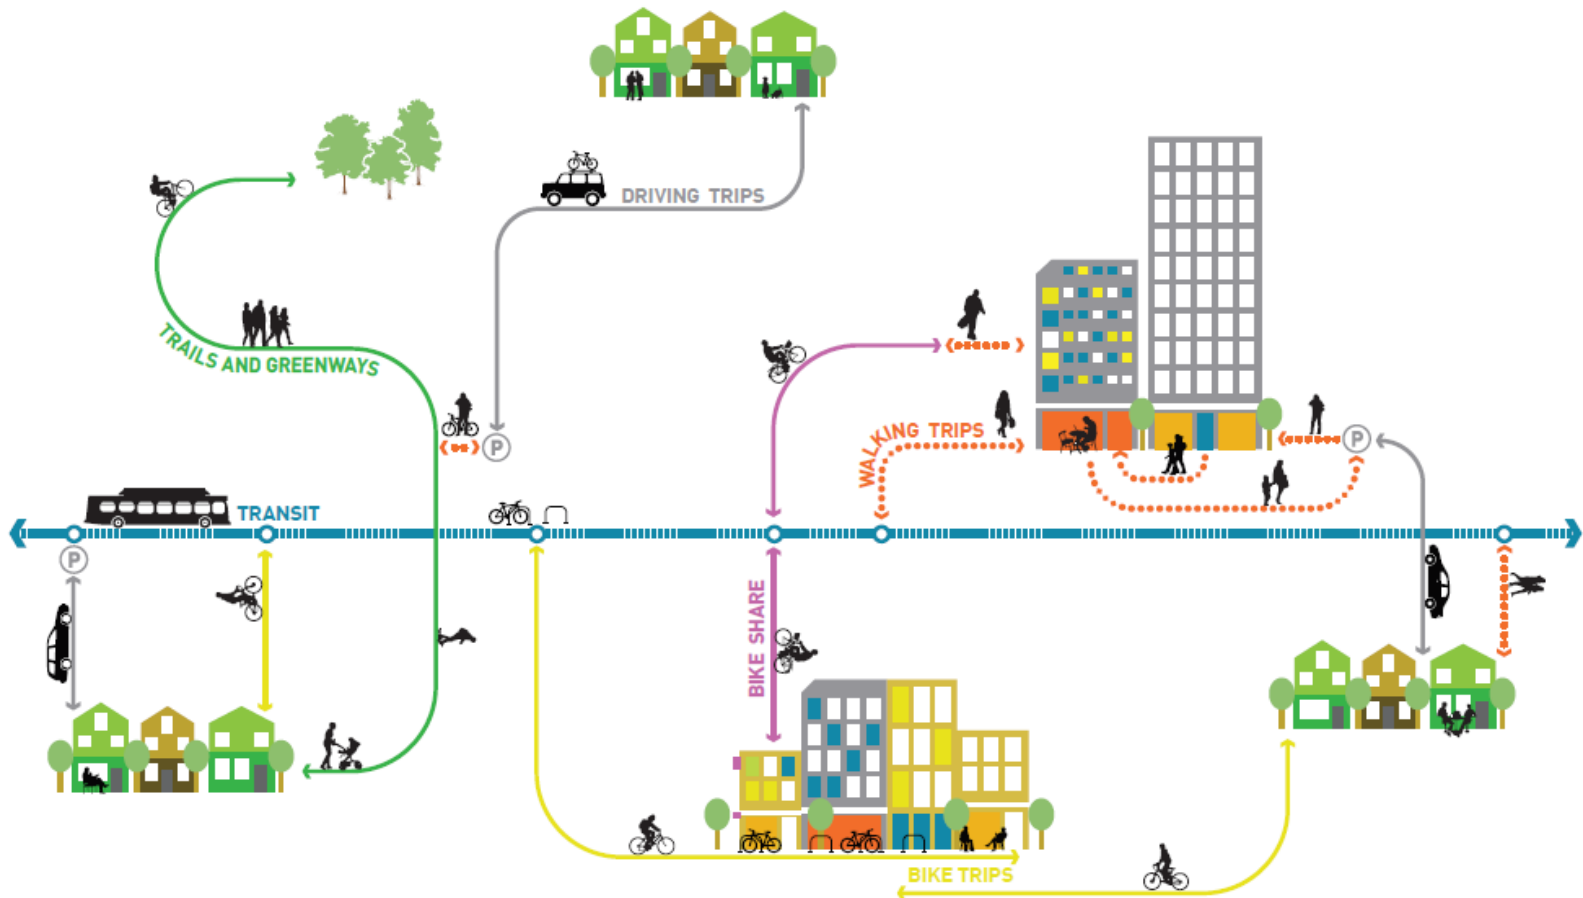 DRIVING TRIPS
TRAILS AND GREENWAYS
P
WALKING TRIPS
P
TRANSIT
P
BIKE SHARE
BIKE TRIPS